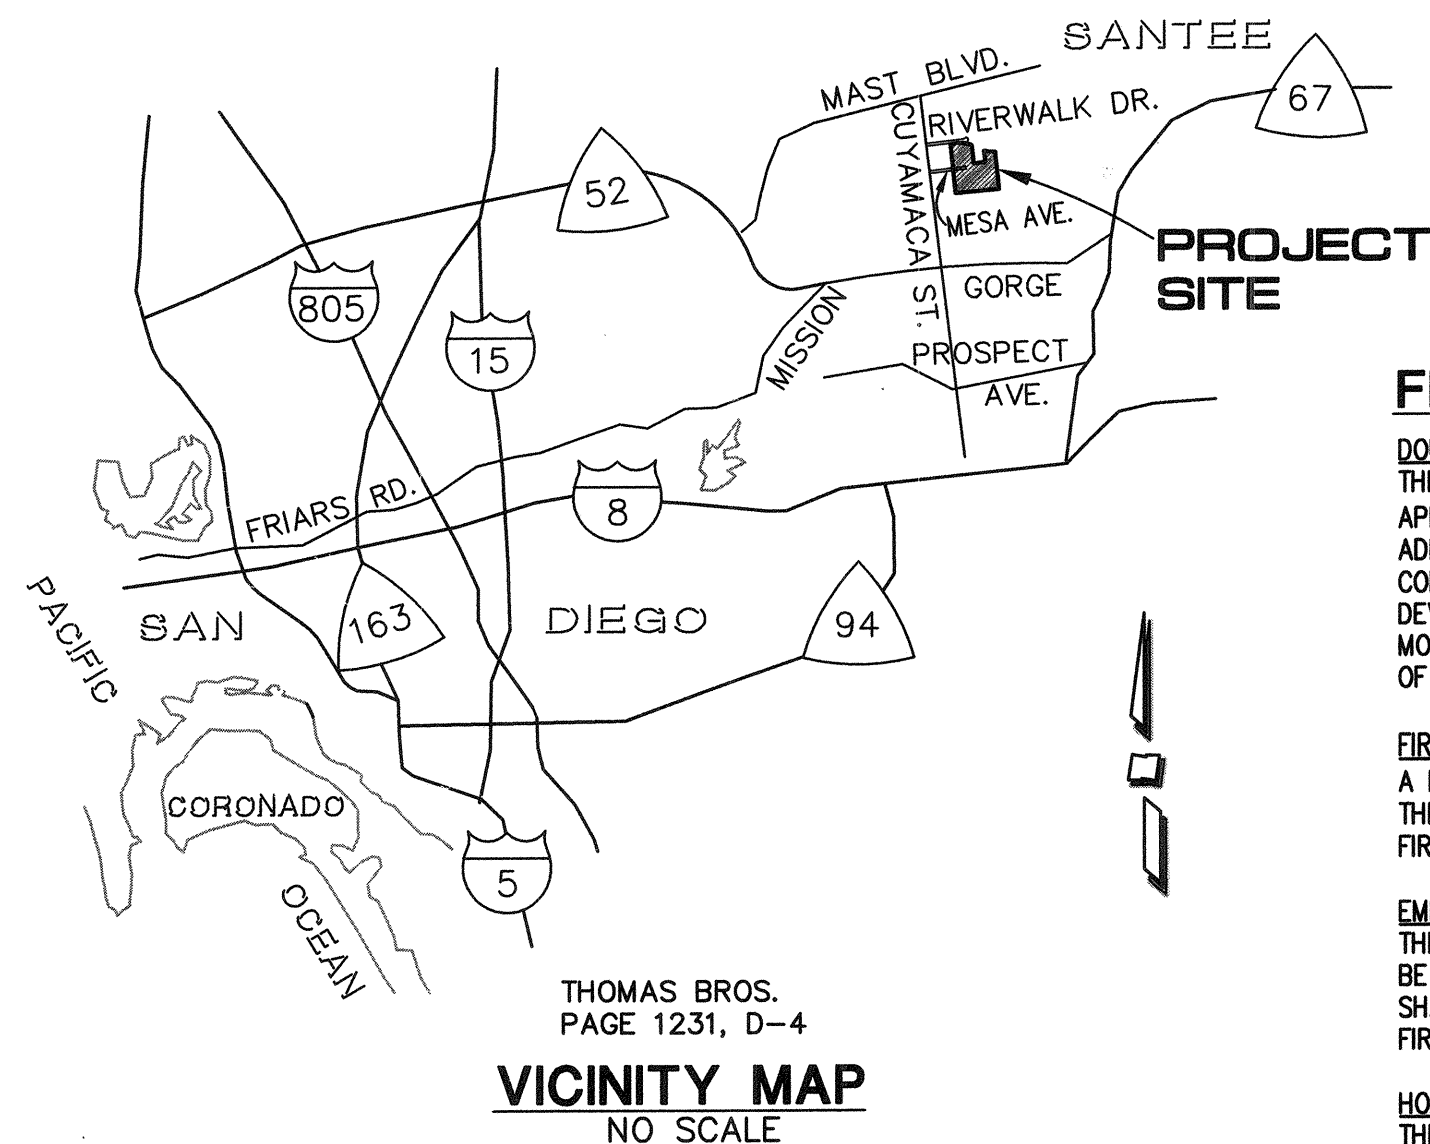 SANTEE
MAST BLVD.
67
RIVERWALK DR.
CUYAMACA ST.
52
MESA AVE.
PROJECT
SITE
GORGE
805
MISSION
15
PROSPECT
AVE.
FRIARS RD.
8
PACIFIC
SAN DIEGO
163
94
CORONADO
5
OCEAN
THOMAS BROS.
PAGE 1231, D-4
VICINITY MAP
NO SCALE
OF
A
BE